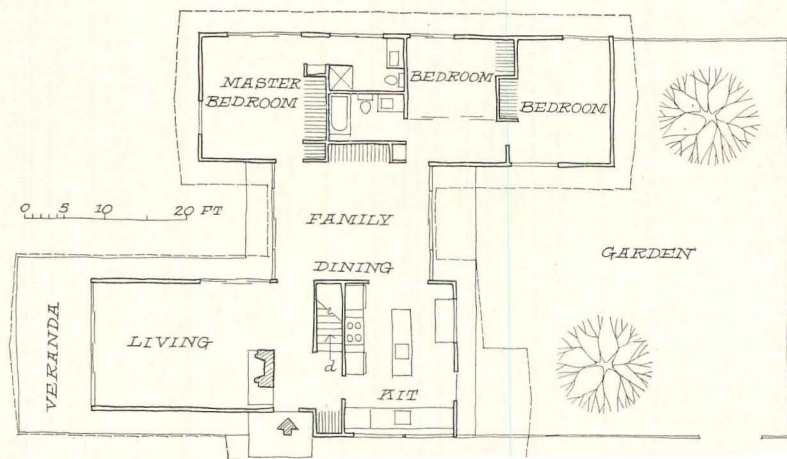 MASTER
BEDROOM
BEDROOM
BEDROOM
0 5 10 20 FT
FAMILY
DINING
GARDEN
VERANDA
LIVING
d
KIT